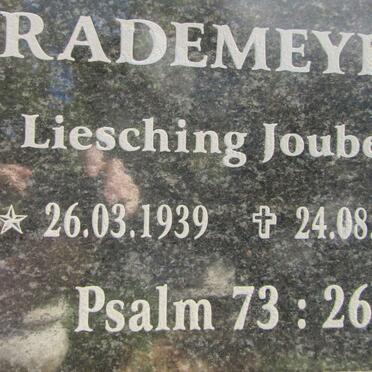 RADEMEY
Liesching Joube
☆ 26.03.1939 ✝ 24.08.
Psalm 73 : 26